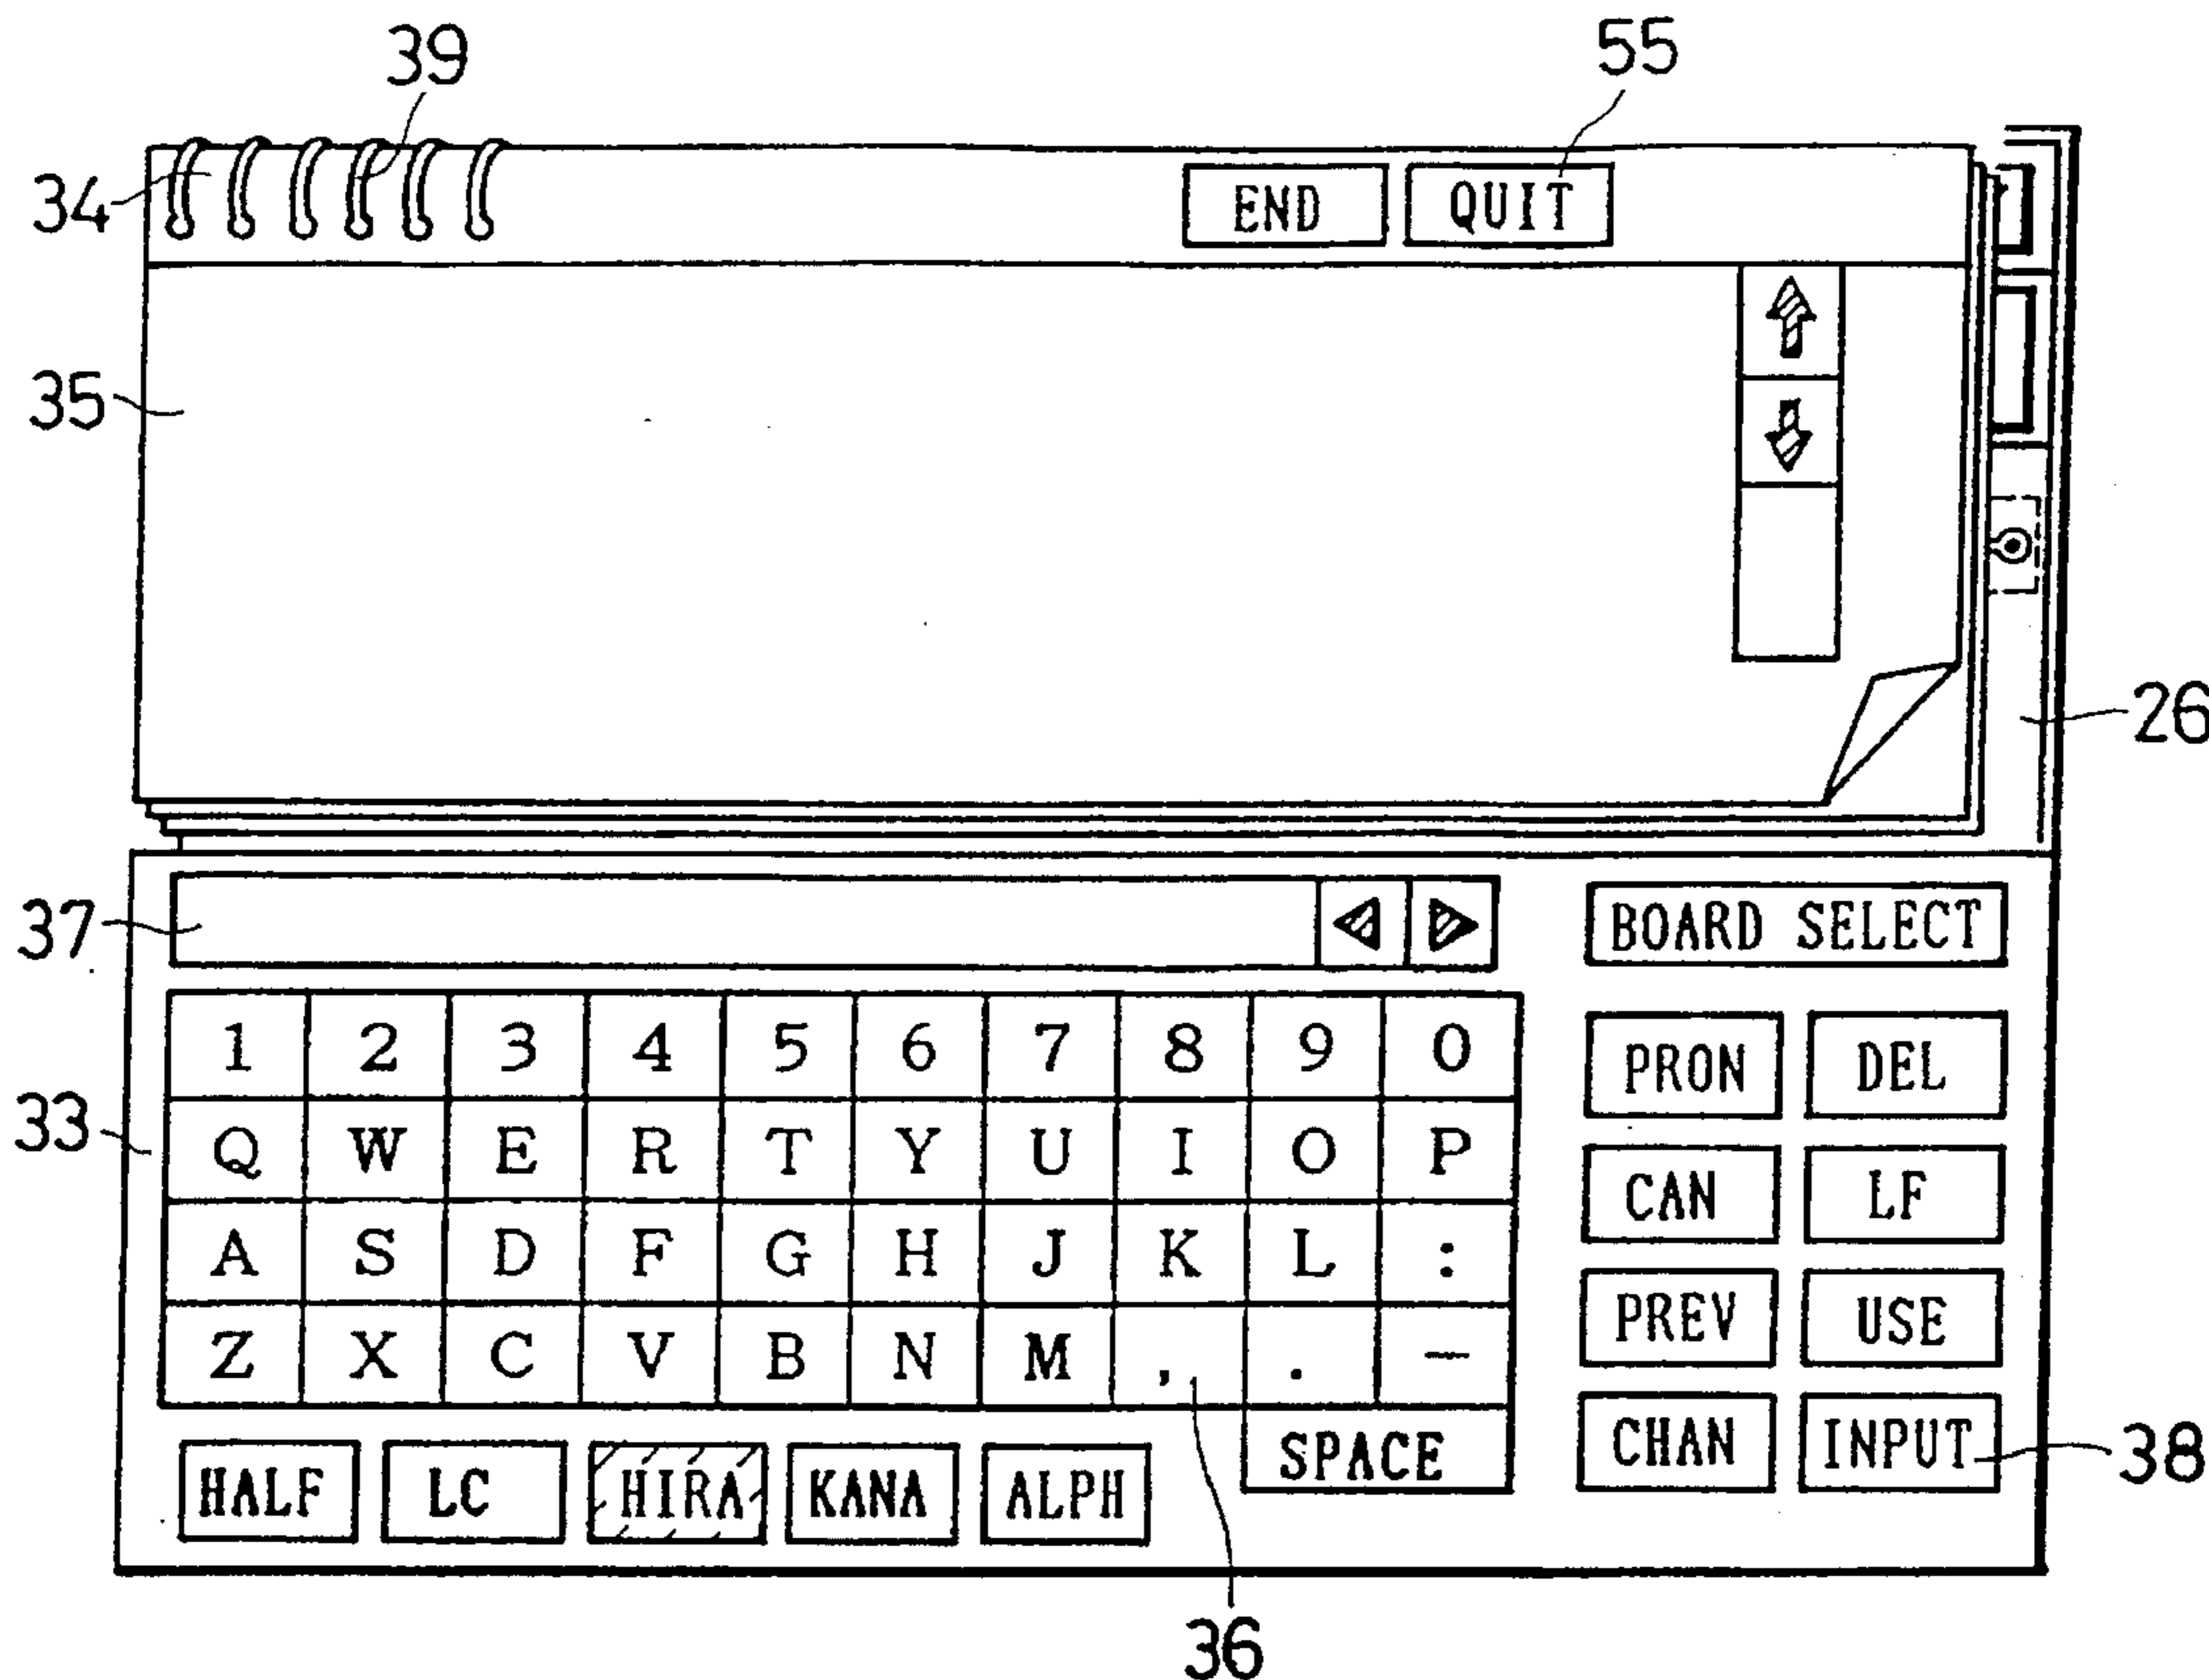 39 55
34 END QUIT
35
26
37 BOARD SELECT
1 2 3 4 5 6 7 8 9 0 PRON DEL
33 Q W E R T Y U I O P
CAN LF
A S D F G H J K L :
PREV USE
Z X C V B N M , . —
CHAN INPUT 38
SPACE
HALF LC HIRA KANA ALPH
36